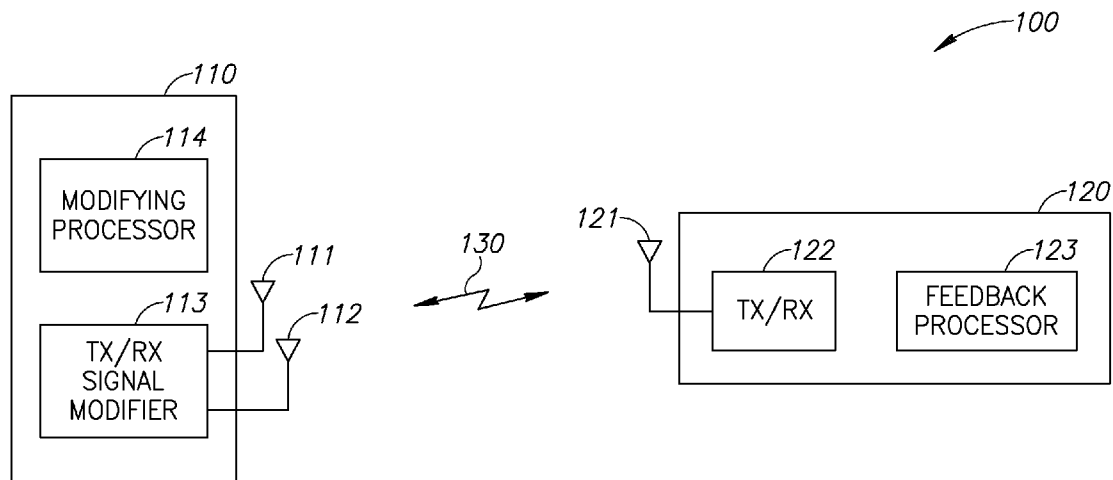 100
110
114
MODIFYING
PROCESSOR
120
121
122
123
111
130
TX/RX
FEEDBACK
PROCESSOR
113
112
TX/RX
SIGNAL
MODIFIER